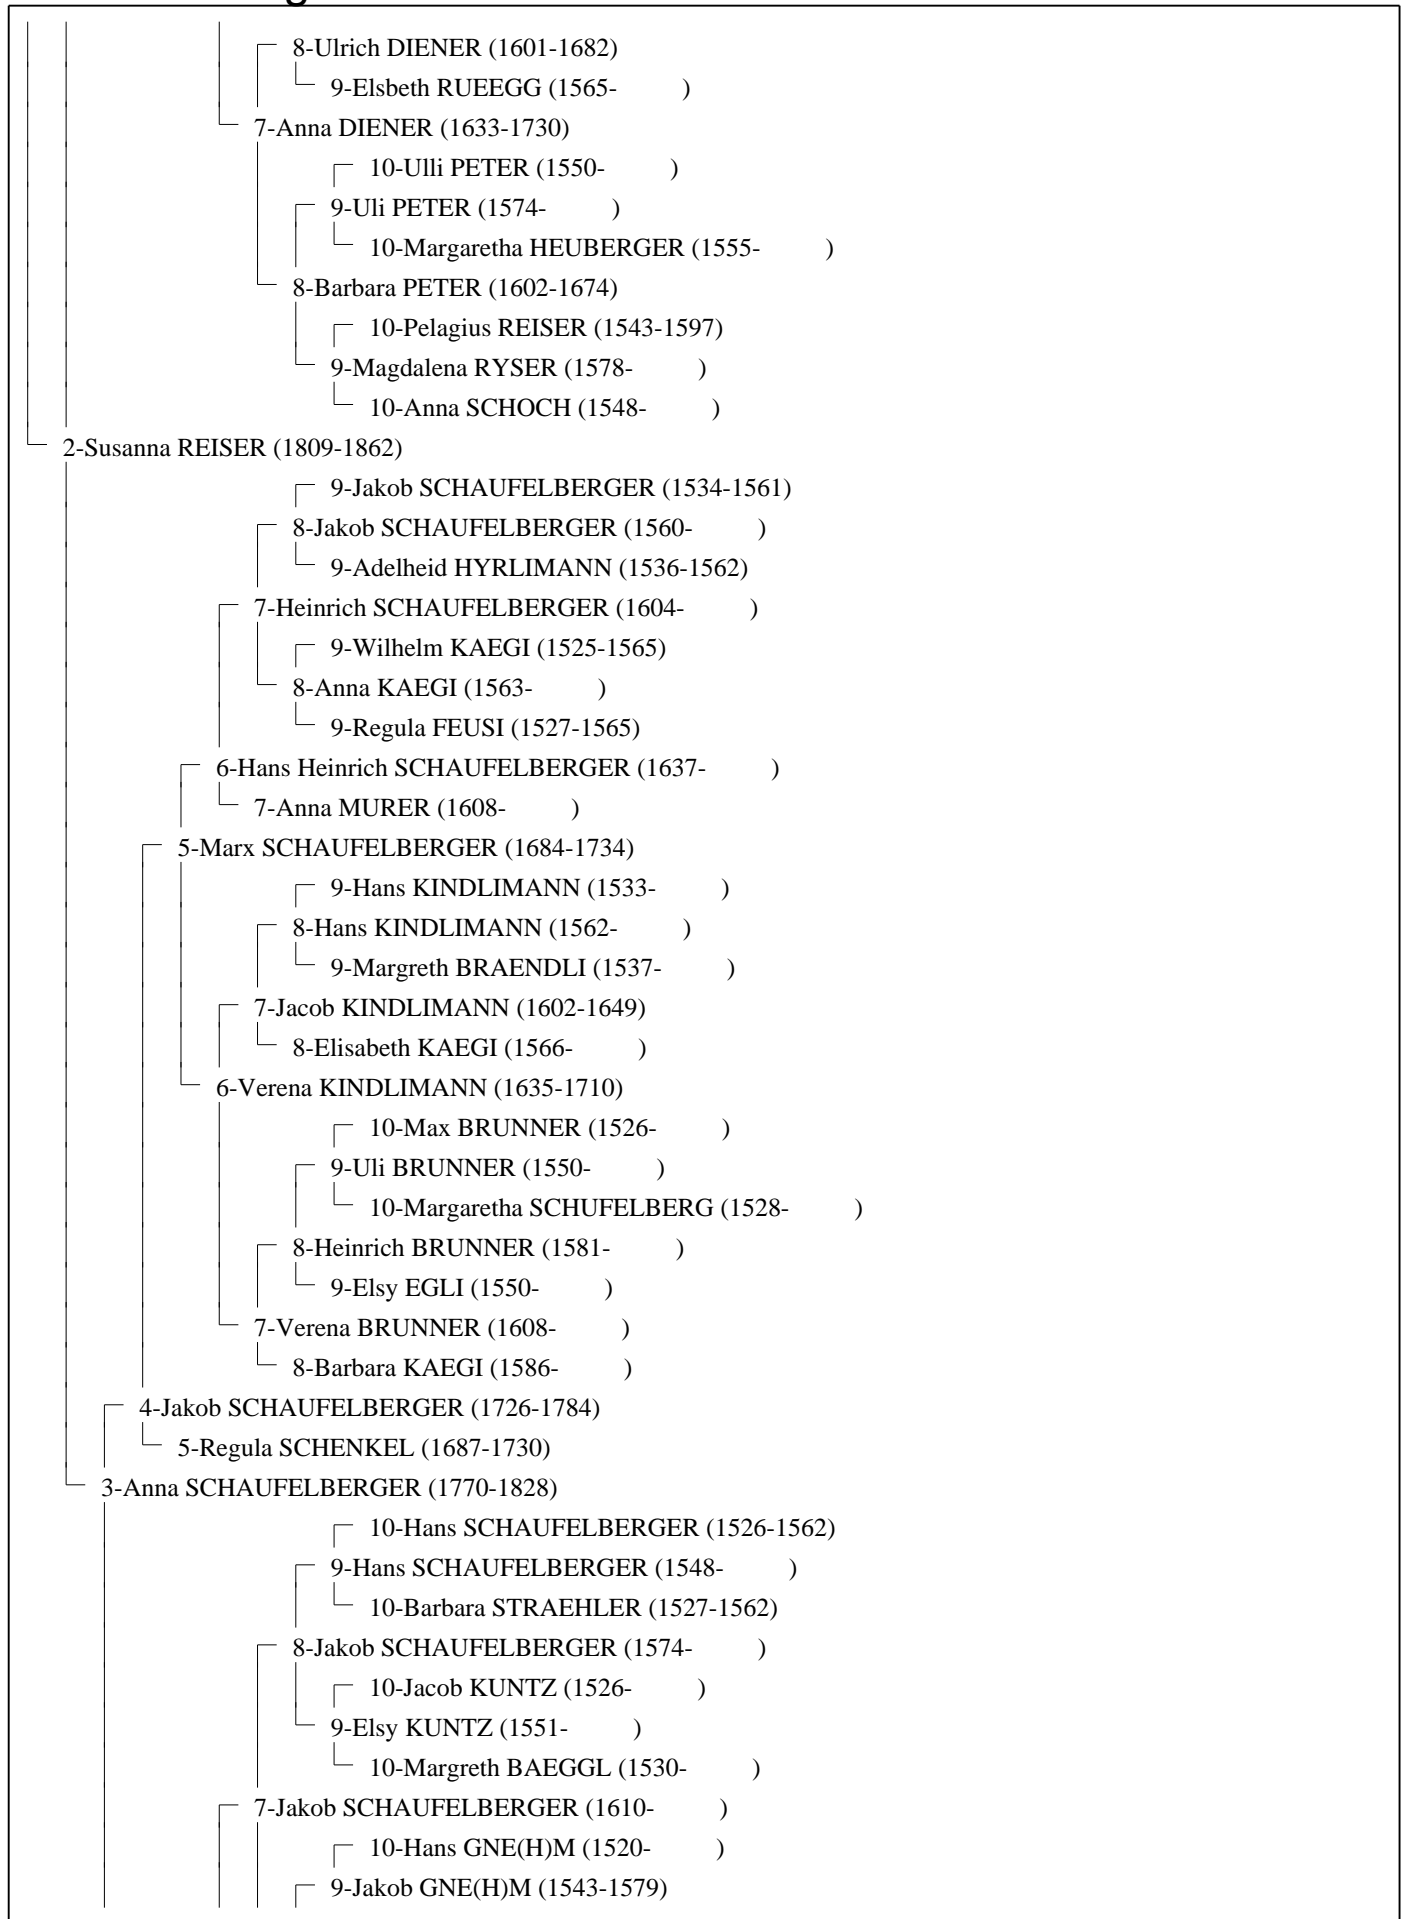 8-Ulrich DIENER (1601-1682)
9-Elsbeth RUEEGG (1565- )
7-Anna DIENER (1633-1730)
10-Ulli PETER (1550- )
9-Uli PETER (1574- )
10-Margaretha HEUBERGER (1555- )
8-Barbara PETER (1602-1674)
10-Pelagius REISER (1543-1597)
9-Magdalena RYSER (1578- )
10-Anna SCHOCH (1548- )
2-Susanna REISER (1809-1862)
9-Jakob SCHAUFELBERGER (1534-1561)
8-Jakob SCHAUFELBERGER (1560- )
9-Adelheid HYRLIMANN (1536-1562)
7-Heinrich SCHAUFELBERGER (1604- )
9-Wilhelm KAEGI (1525-1565)
8-Anna KAEGI (1563- )
9-Regula FEUSI (1527-1565)
6-Hans Heinrich SCHAUFELBERGER (1637- )
7-Anna MURER (1608- )
5-Marx SCHAUFELBERGER (1684-1734)
9-Hans KINDLIMANN (1533- )
8-Hans KINDLIMANN (1562- )
9-Margreth BRAENDLI (1537- )
7-Jacob KINDLIMANN (1602-1649)
8-Elisabeth KAEGI (1566- )
6-Verena KINDLIMANN (1635-1710)
10-Max BRUNNER (1526- )
9-Uli BRUNNER (1550- )
10-Margaretha SCHUFELBERG (1528- )
8-Heinrich BRUNNER (1581- )
9-Elsy EGLI (1550- )
7-Verena BRUNNER (1608- )
8-Barbara KAEGI (1586- )
4-Jakob SCHAUFELBERGER (1726-1784)
5-Regula SCHENKEL (1687-1730)
3-Anna SCHAUFELBERGER (1770-1828)
10-Hans SCHAUFELBERGER (1526-1562)
9-Hans SCHAUFELBERGER (1548- )
10-Barbara STRAEHLER (1527-1562)
8-Jakob SCHAUFELBERGER (1574- )
10-Jacob KUNTZ (1526- )
9-Elsy KUNTZ (1551- )
10-Margreth BAEGGL (1530- )
7-Jakob SCHAUFELBERGER (1610- )
10-Hans GNE(H)M (1520- )
9-Jakob GNE(H)M (1543-1579)